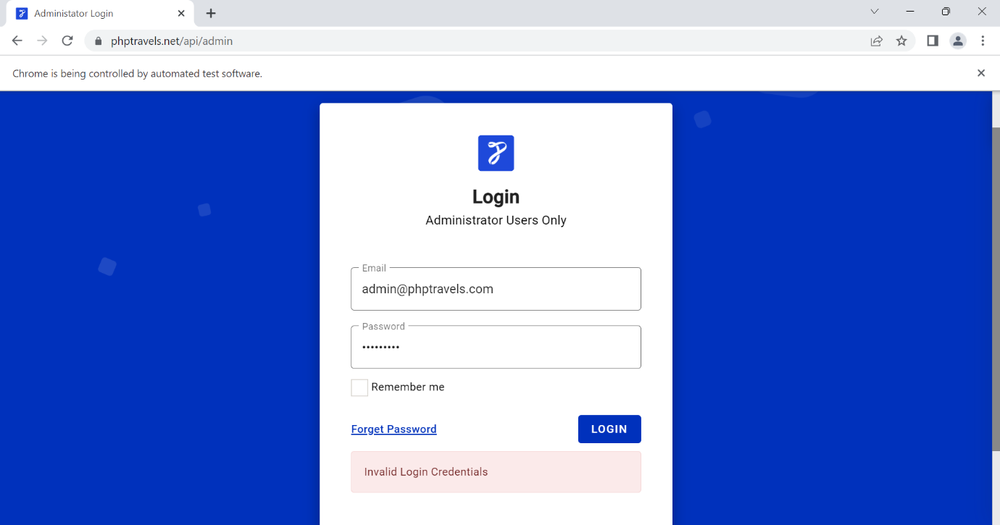 Administator Login
phptravels.net/api/admin
Chrome is being controlled by automated test software.
Login
Administrator Users Only
Email
admin@phptravels.com
Password
•••••••••
Remember me
Forget Password LOGIN
Invalid Login Credentials